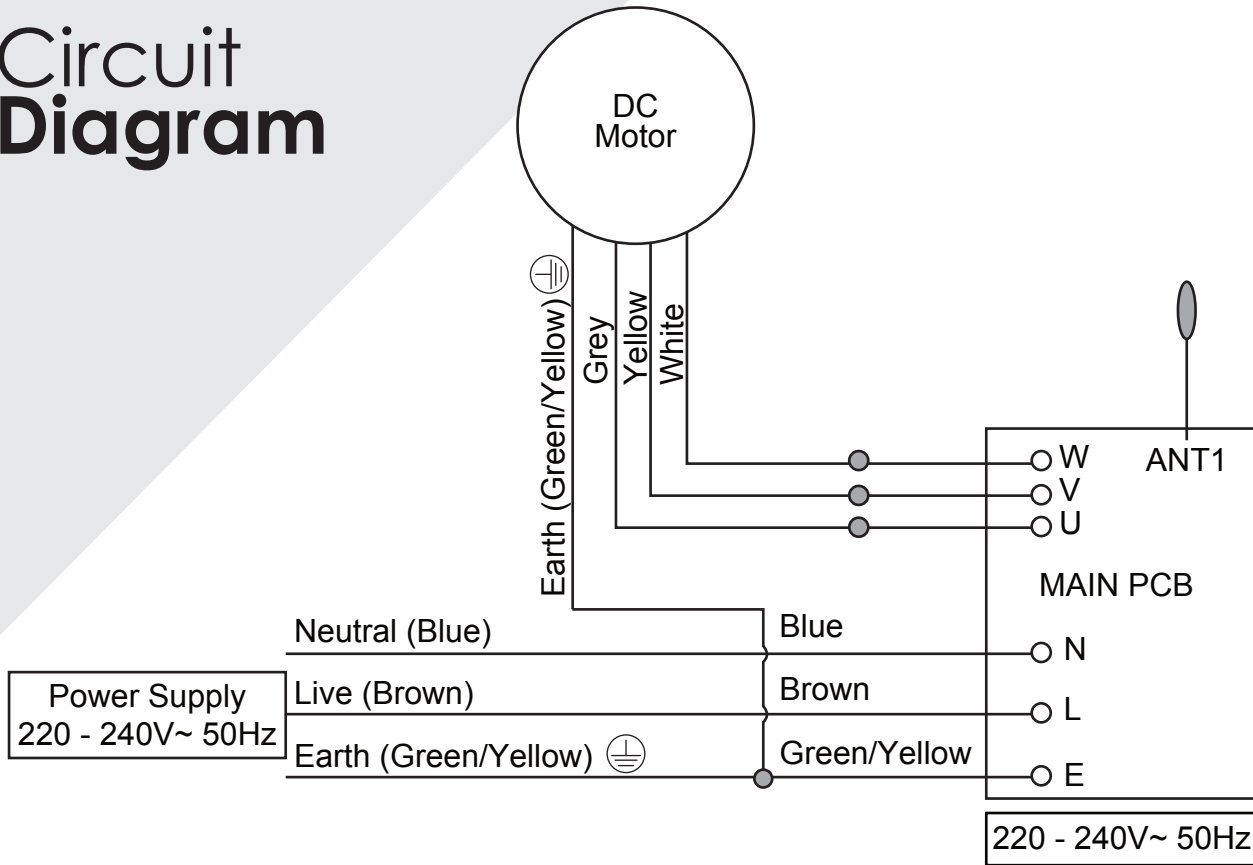 Circuit
Diagram
DC
Motor
Earth (Green/Yellow)
Grey
Yellow
White
W
ANT1
V
U
MAIN PCB
Neutral (Blue)
Blue
N
Power Supply
220 - 240V~ 50Hz
Live (Brown)
Brown
L
Earth (Green/Yellow)
Green/Yellow
E
220 - 240V~ 50Hz